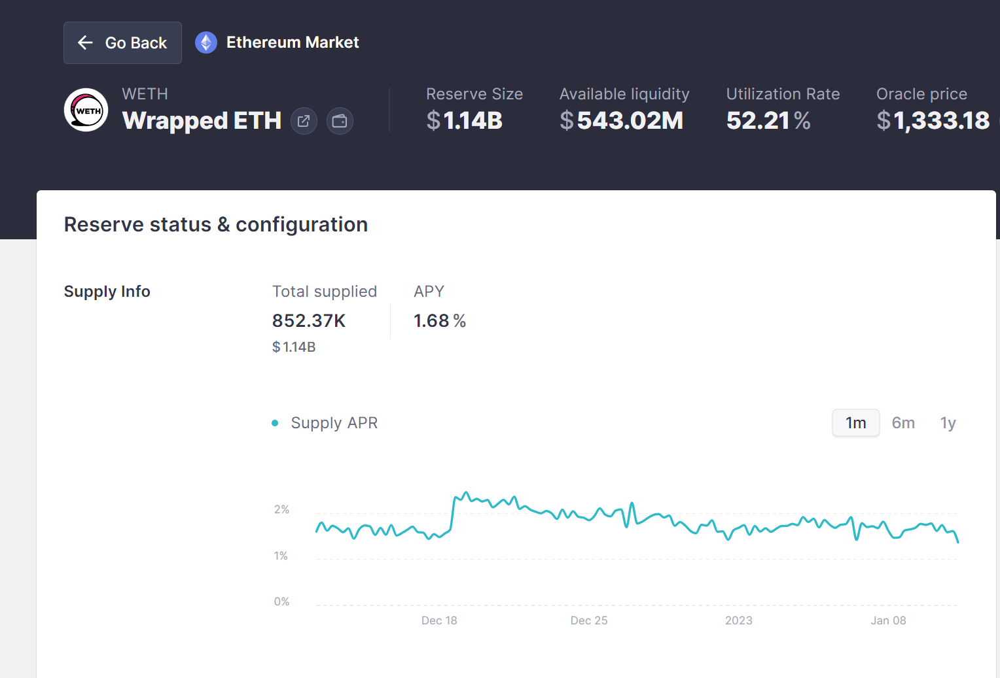 Go Back
Ethereum Market
WETH
WETH
Wrapped ETH
Reserve Size
$1.14B
Available liquidity
$543.02M
Utilization Rate
52.21%
Oracle price
$1,333.18
Reserve status & configuration
Supply Info
Total supplied
852.37K
$1.14B
APY
1.68%
Supply APR
1m 6m 1y
2%
1%
0%
Dec 18 Dec 25 2023 Jan 08